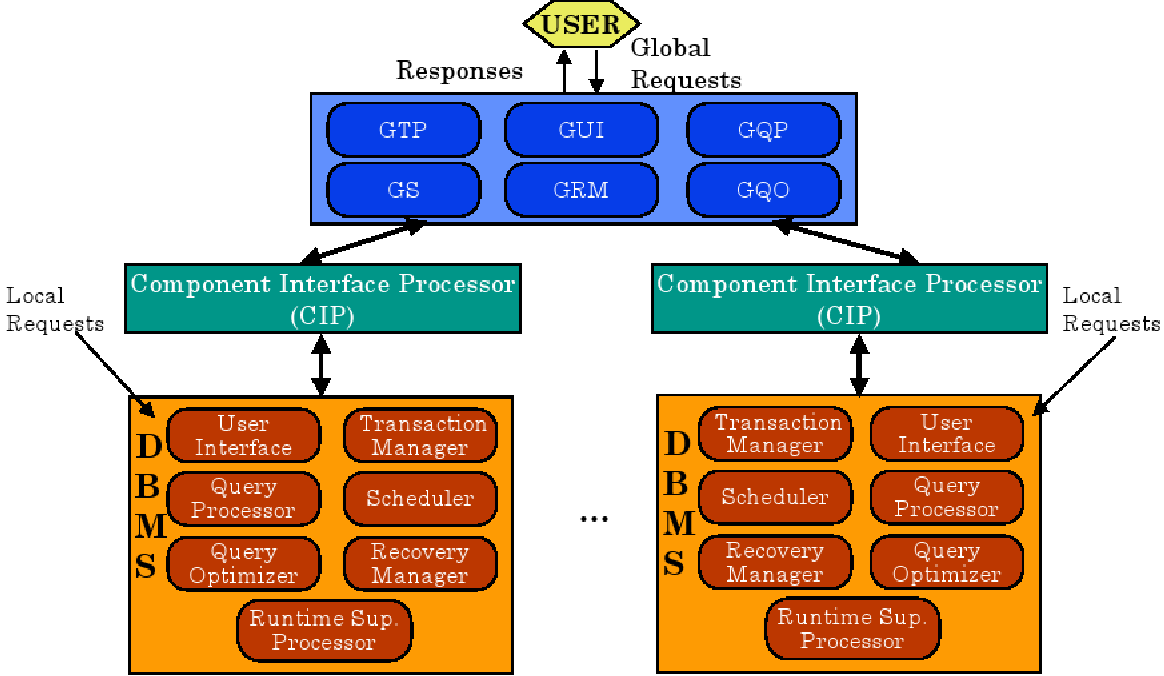 USER
Responses
Global
Requests
GTP
GUI
GQP
GS
GRM
GQO
Component Interface Processor
(CIP)
Component Interface Processor
(CIP)
Local
Requests
Local
Requests
D
B
M
S
User
Interface
Transaction
Manager
Query
Processor
Scheduler
Query
Optimizer
Recovery
Manager
Runtime Sup.
Processor
...
D
B
M
S
Transaction
Manager
User
Interface
Scheduler
Query
Processor
Recovery
Manager
Query
Optimizer
Runtime Sup.
Processor